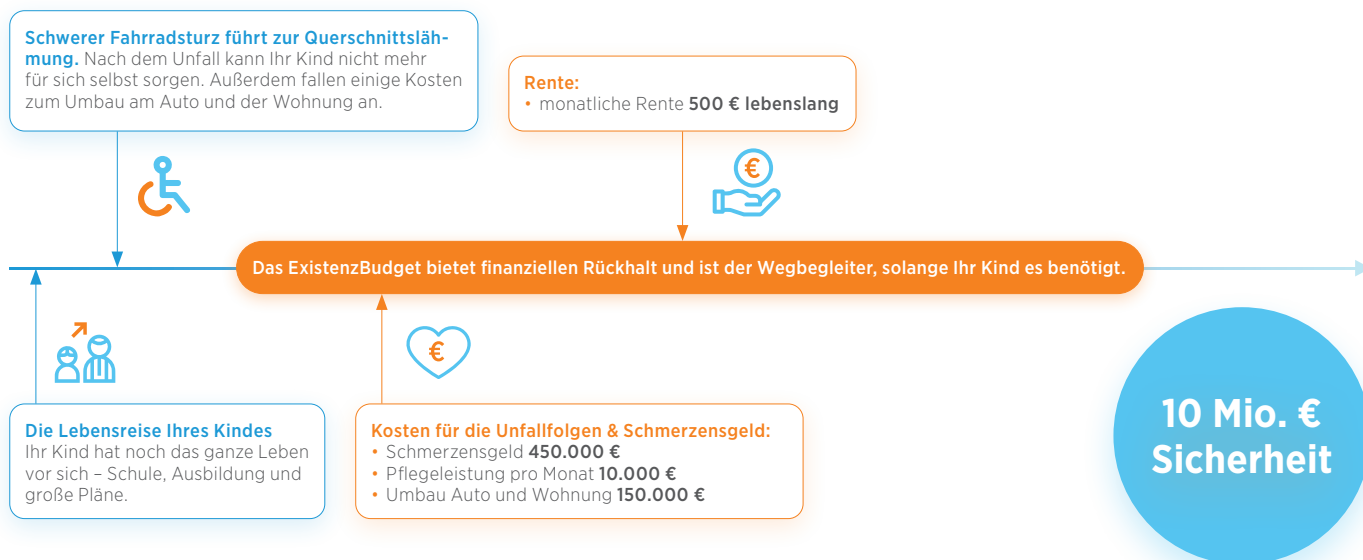 Schwerer Fahrradsturz führt zur Querschnittsläh-
mung. Nach dem Unfall kann Ihr Kind nicht mehr
für sich selbst sorgen. Außerdem fallen einige Kosten
zum Umbau am Auto und der Wohnung an.
Rente:
• monatliche Rente 500 € lebenslang
€
Das ExistenzBudget bietet finanziellen Rückhalt und ist der Wegbegleiter, solange Ihr Kind es benötigt.
€
Die Lebensreise Ihres Kindes
Ihr Kind hat noch das ganze Leben
vor sich – Schule, Ausbildung und
große Pläne.
Kosten für die Unfallfolgen & Schmerzensgeld:
• Schmerzensgeld 450.000 €
• Pflegeleistung pro Monat 10.000 €
• Umbau Auto und Wohnung 150.000 €
10 Mio. €
Sicherheit